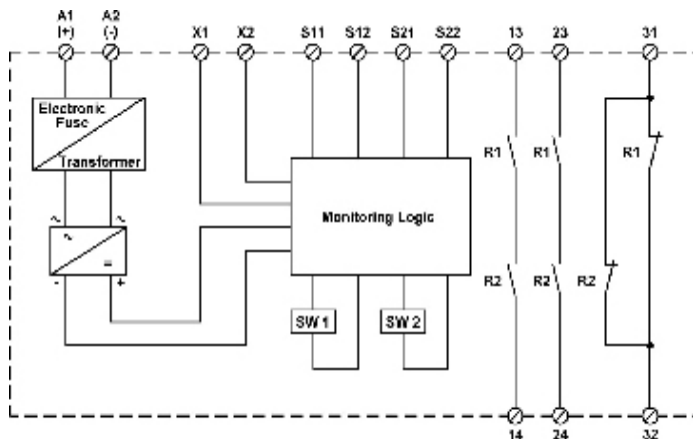 A1 A2
(+) (-) X1 X2 S11 S12 S21 S22 13 23 31
Electronic
Fuse
Transformer
R1 R1 R1
Monitoring Logic
~ ~
~
=
- +
R2 R2 R2
SW 1 SW 2
14 24 32